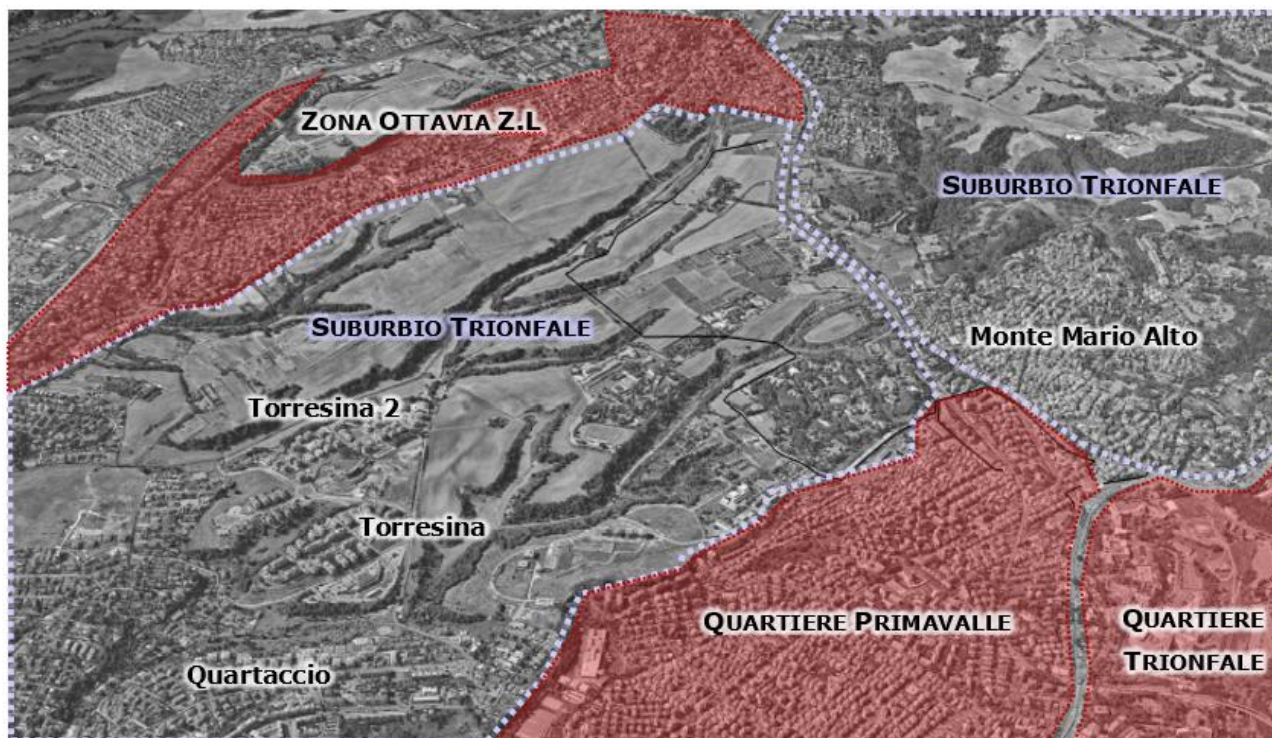 ZONA OTTAVIA Z.L
SUBURBIO TRIONFALE
SUBURBIO TRIONFALE
Monte Mario Alto
Torresina 2
Torresina
QUARTIERE PRIMAVALLE
QUARTIERE
TRIONFALE
Quartaccio